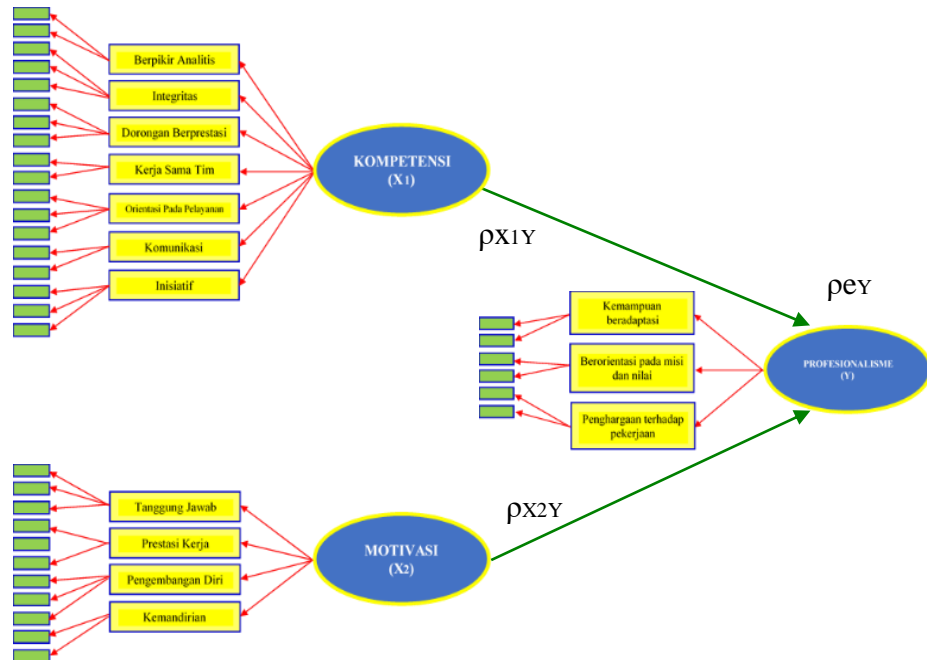 Berpikir Analitis
Integritas
Dorongan Berprestasi
Kerja Sama Tim
Orientasi Pada Pelayanan
Komunikasi
Inisiatif
KOMPETENSI
(X1)
ρX1Y
ρeY
Kemampuan
beradaptasi
Berorientasi pada misi
dan nilai
Penghargaan terhadap
pekerjaan
PROFESIONALISME
(Y)
Tanggung Jawab
Prestasi Kerja
Pengembangan Diri
Kemandirian
MOTIVASI
(X2)
ρX2Y